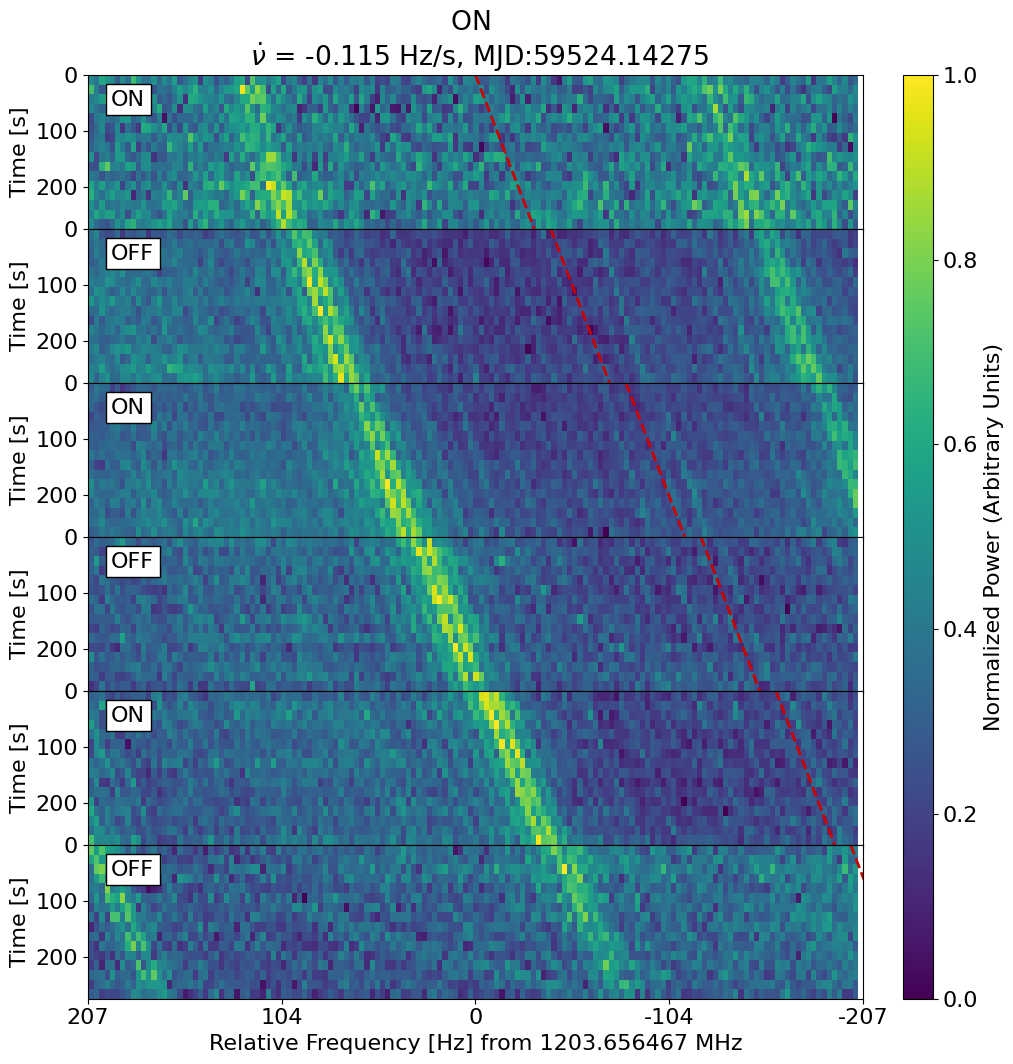 ON
ν̇ = -0.115 Hz/s, MJD:59524.14275
0
100
200
Time [s]
ON
0
100
200
Time [s]
OFF
0
100
200
Time [s]
ON
0
100
200
Time [s]
OFF
0
100
200
Time [s]
ON
0
100
200
Time [s]
OFF
207 104 0 -104 -207
Relative Frequency [Hz] from 1203.656467 MHz
1.0
0.8
0.6
0.4
0.2
0.0
Normalized Power (Arbitrary Units)